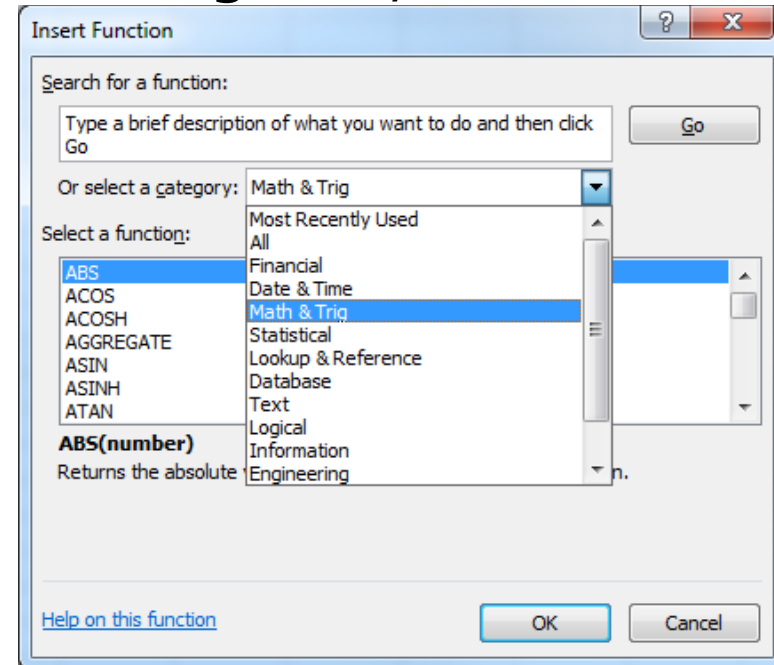 Insert Function
Search for a function:
Type a brief description of what you want to do and then click
Go
Go
Or select a category: Math & Trig
Most Recently Used
All
Financial
Date & Time
Math & Trig
Statistical
Lookup & Reference
Database
Text
Logical
Information
Engineering
Select a function:
ABS
ACOS
ACOSH
AGGREGATE
ASIN
ASINH
ATAN
ABS(number)
Returns the absolute
n.
Help on this function
OK
Cancel